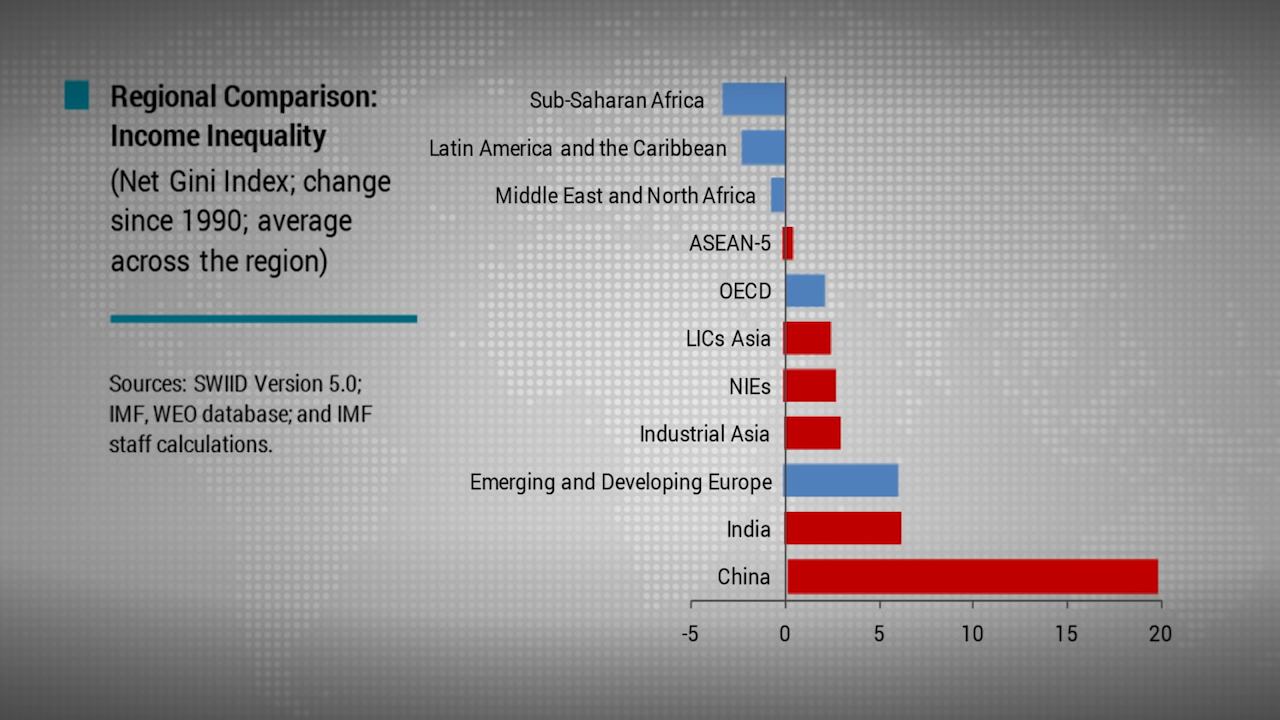 Regional Comparison:
Income Inequality
(Net Gini Index; change
since 1990; average
across the region)
Sources: SWIID Version 5.0;
IMF, WEO database; and IMF
staff calculations.
Sub-Saharan Africa
Latin America and the Caribbean
Middle East and North Africa
ASEAN-5
OECD
LICs Asia
NIEs
Industrial Asia
Emerging and Developing Europe
India
China
-5 0 5 10 15 20